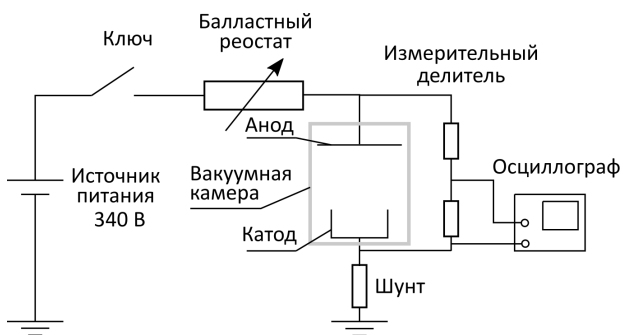 Ключ
Балластный
реостат
Измерительный
делитель
Анод
Источник
питания
340 В
Вакуумная
камера
Осциллограф
Катод
Шунт